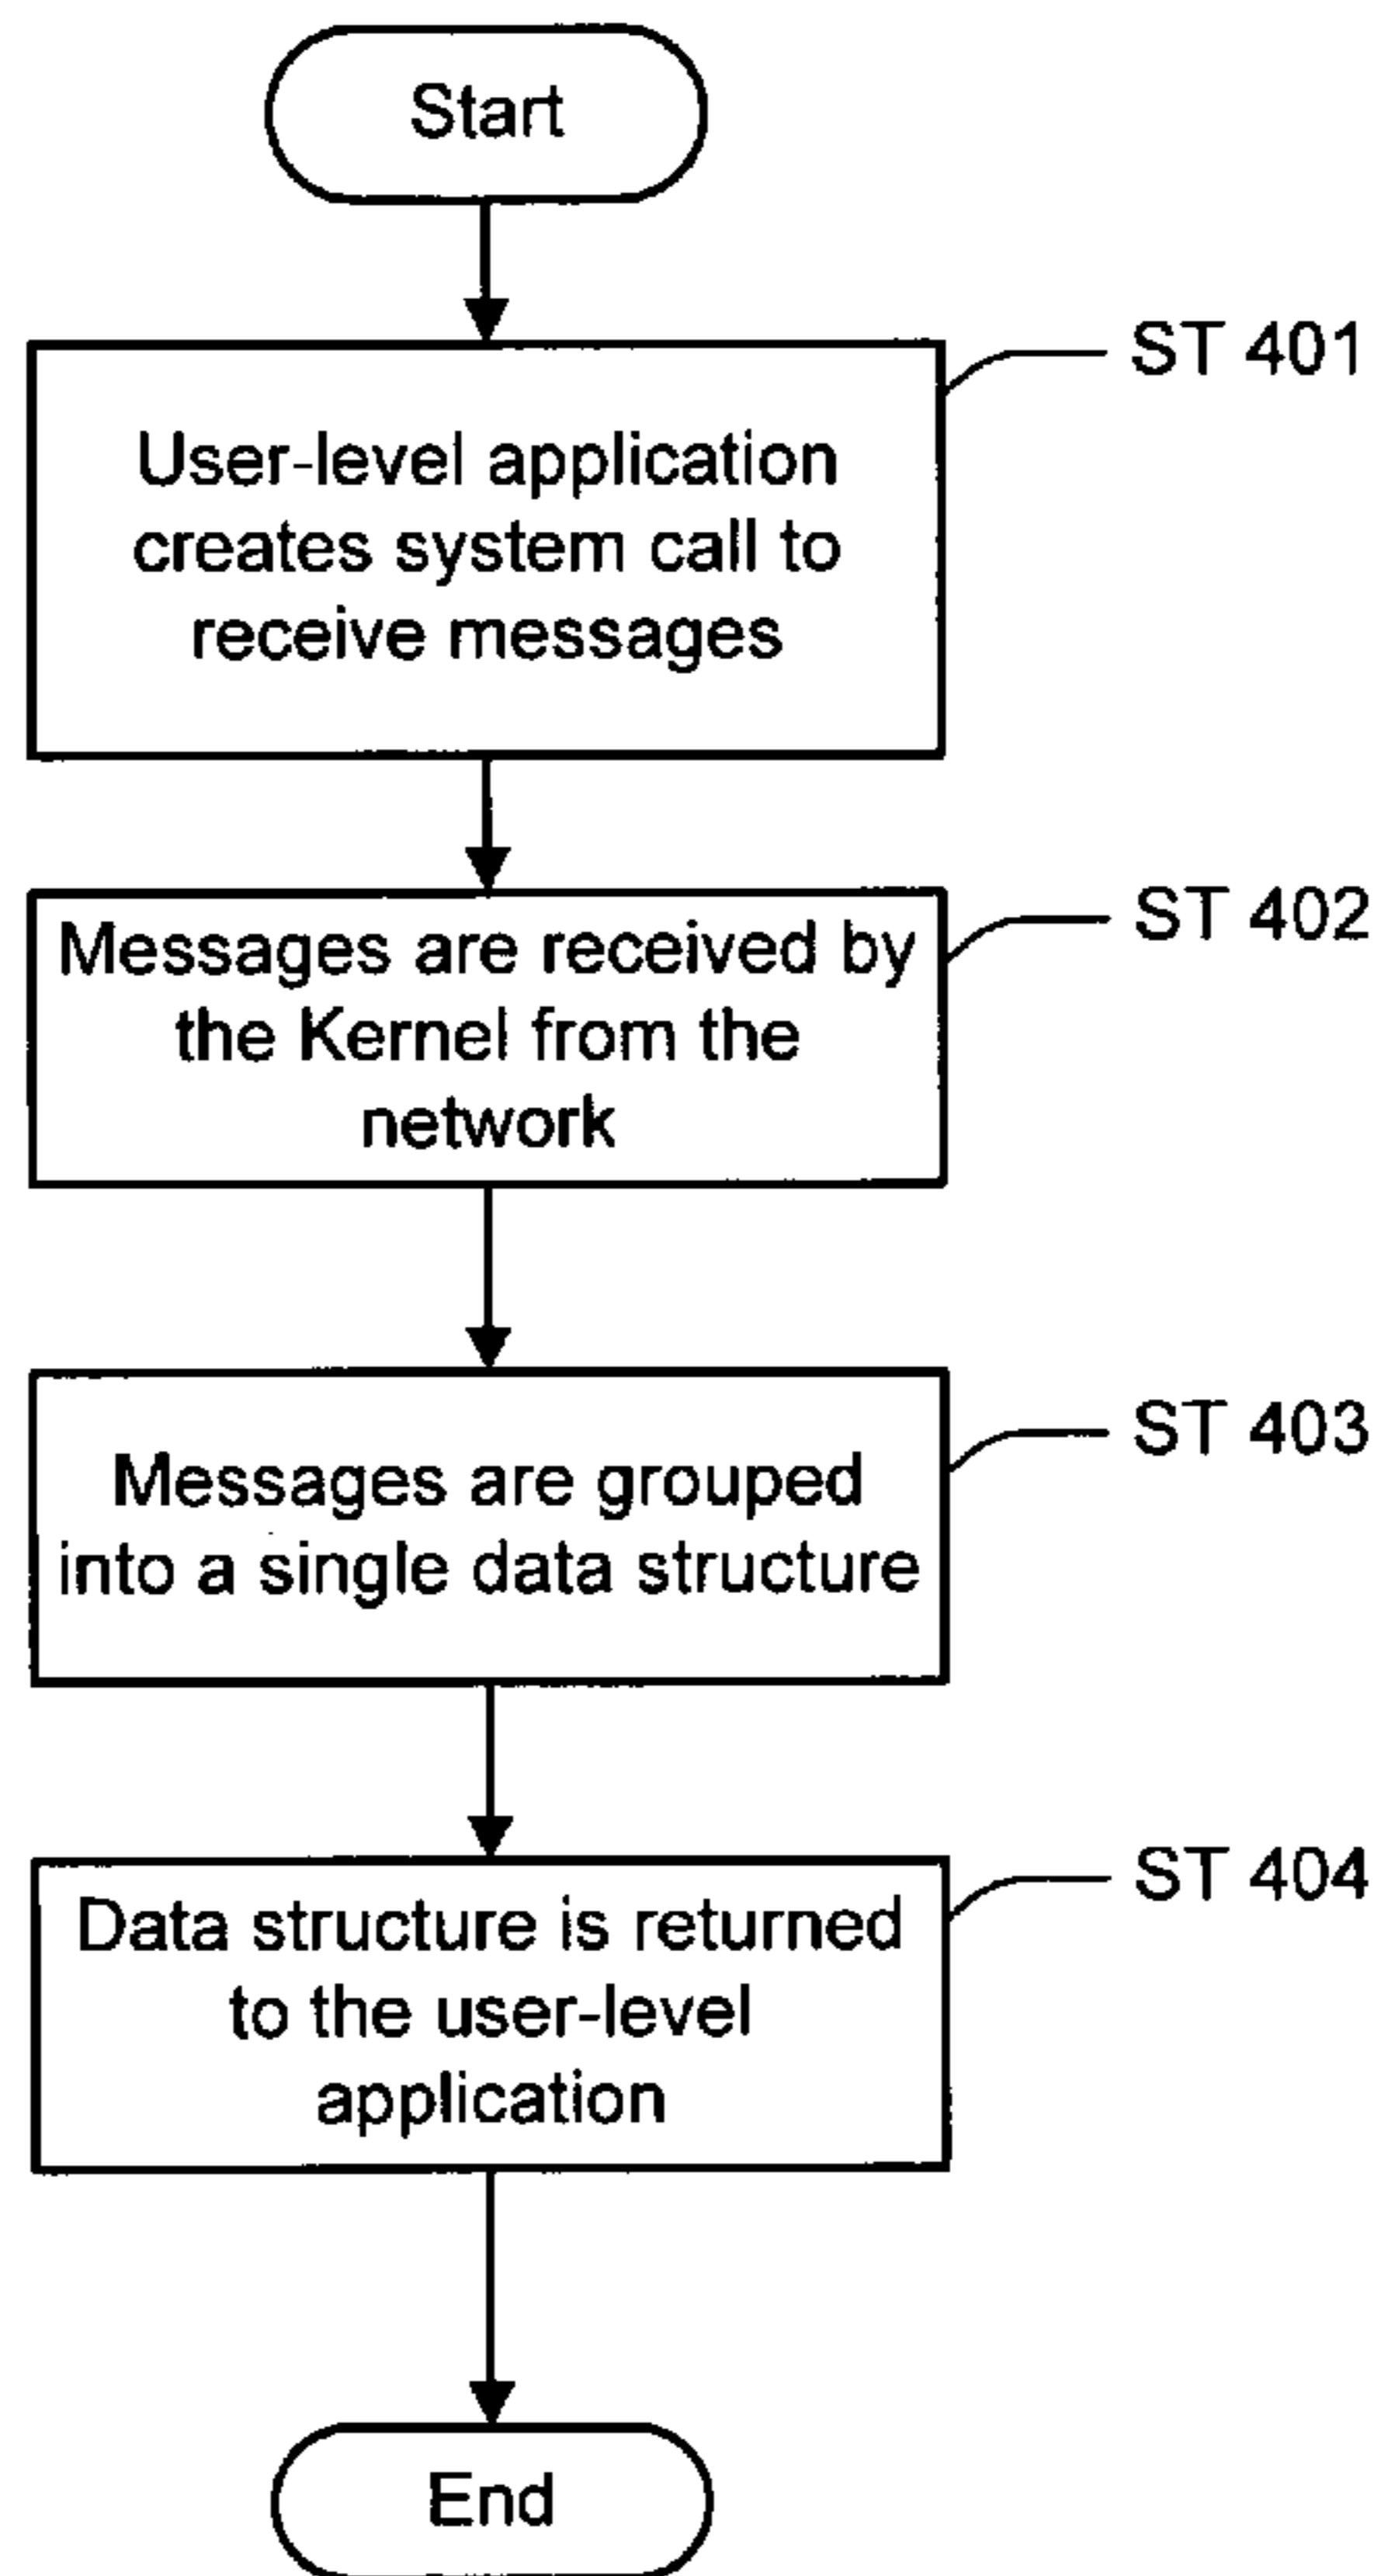 Start
ST 401
User-level application
creates system call to
receive messages
ST 402
Messages are received by
the Kernel from the
network
ST 403
Messages are grouped
into a single data structure
ST 404
Data structure is returned
to the user-level
application
End